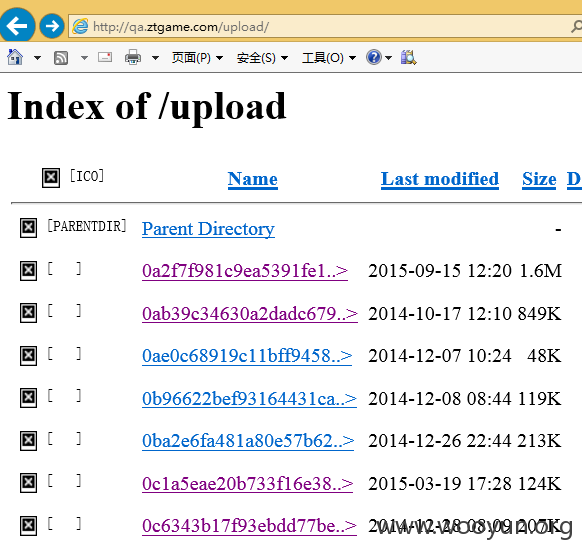 http://qa.ztgame.com/upload/
页面(P) 安全(S) 工具(O)
Index of /upload
[ICO] Name Last modified Size D
[PARENTDIR] Parent Directory -
[ ] 0a2f7f981c9ea5391fe1..> 2015-09-15 12:20 1.6M
[ ] 0ab39c34630a2dadc679..> 2014-10-17 12:10 849K
[ ] 0ae0c68919c11bff9458..> 2014-12-07 10:24 48K
[ ] 0b96622bef93164431ca..> 2014-12-08 08:44 119K
[ ] 0ba2e6fa481a80e57b62..> 2014-12-26 22:44 213K
[ ] 0c1a5eae20b733f16e38..> 2015-03-19 17:28 124K
[ ] 0c6343b17f93ebdd77be..> 2014-12-28 08:09 207K
www.wooyun.org